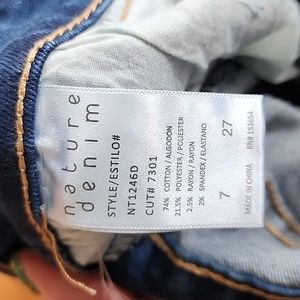 nature
denim
STYLE/ESTILO#
NT1246D
CUT# 7301
74% COTTON / ALGODON
21.5% POLYESTER / POLIESTER
2.5% RAYON / RAYON
2% SPANDEX / ELASTANO
7 27
MADE IN CHINA RN# 153654